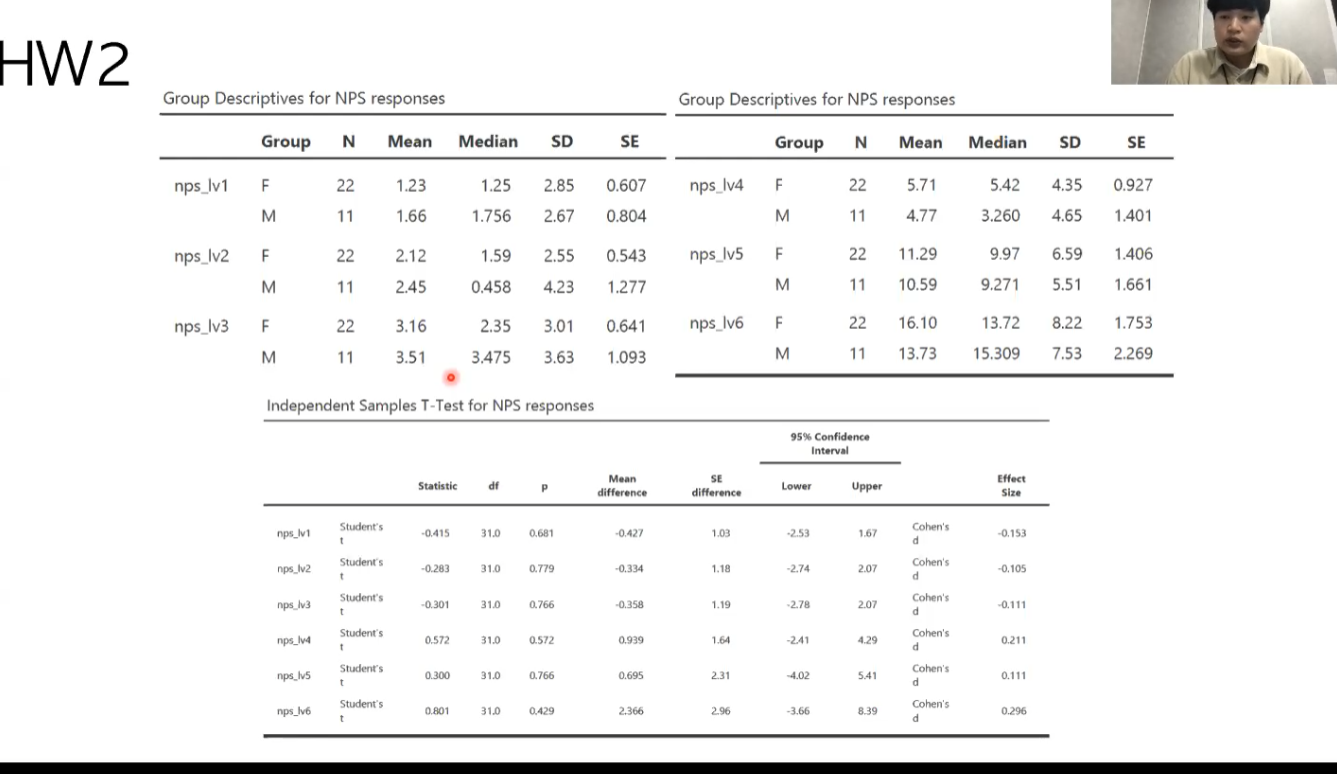 HW2
Group Descriptives for NPS responses
Group N Mean Median SD SE
nps_lv1 F 22 1.23 1.25 2.85 0.607
M 11 1.66 1.756 2.67 0.804
nps_lv2 F 22 2.12 1.59 2.55 0.543
M 11 2.45 0.458 4.23 1.277
nps_lv3 F 22 3.16 2.35 3.01 0.641
M 11 3.51 3.475 3.63 1.093
Group Descriptives for NPS responses
Group N Mean Median SD SE
nps_lv4 F 22 5.71 5.42 4.35 0.927
M 11 4.77 3.260 4.65 1.401
nps_lv5 F 22 11.29 9.97 6.59 1.406
M 11 10.59 9.271 5.51 1.661
nps_lv6 F 22 16.10 13.72 8.22 1.753
M 11 13.73 15.309 7.53 2.269
Independent Samples T-Test for NPS responses
95% Confidence
Interval
Statistic df p Mean difference SE difference Lower Upper Effect Size
nps_lv1 Student's t -0.415 31.0 0.681 -0.427 1.03 -2.53 1.67 Cohen's d -0.153
nps_lv2 Student's t -0.283 31.0 0.779 -0.334 1.18 -2.74 2.07 Cohen's d -0.105
nps_lv3 Student's t -0.301 31.0 0.766 -0.358 1.19 -2.78 2.07 Cohen's d -0.111
nps_lv4 Student's t 0.572 31.0 0.572 0.939 1.64 -2.41 4.29 Cohen's d 0.211
nps_lv5 Student's t 0.300 31.0 0.766 0.695 2.31 -4.02 5.41 Cohen's d 0.111
nps_lv6 Student's t 0.801 31.0 0.429 2.366 2.96 -3.66 8.39 Cohen's d 0.296